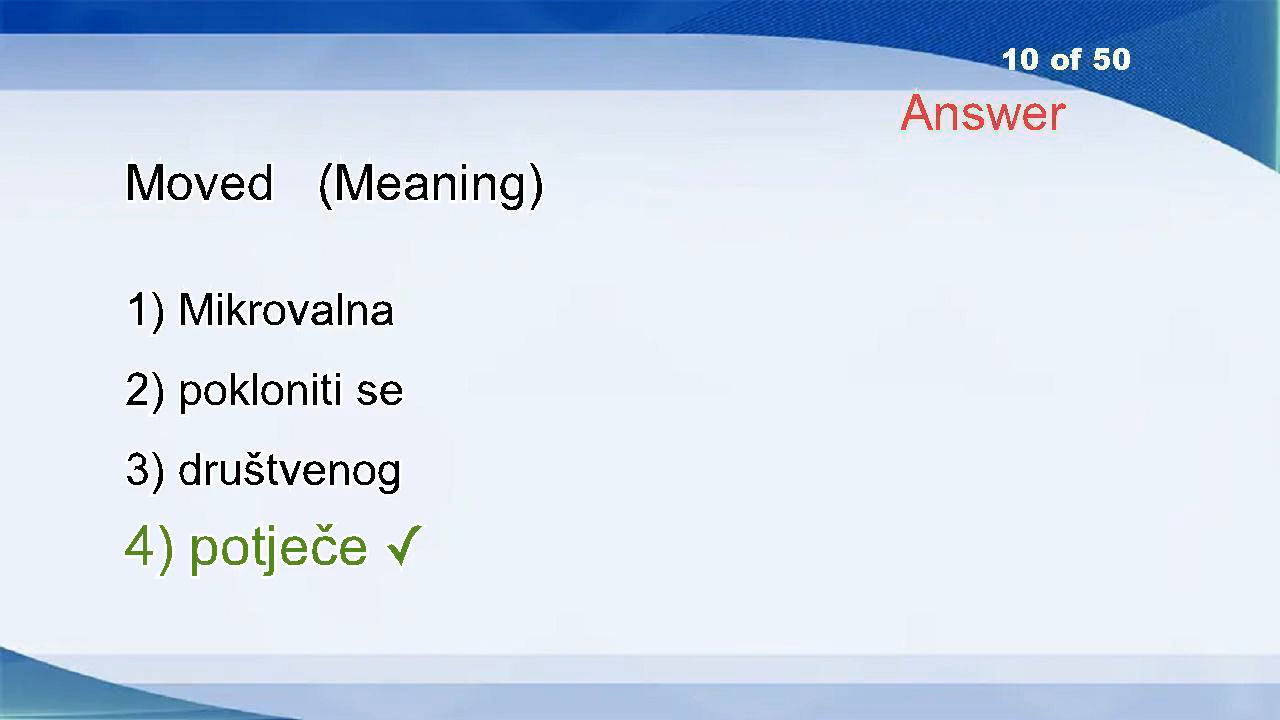 10 of 50
Answer
Moved (Meaning)
1) Mikrovalna
2) pokloniti se
3) društvenog
4) potječe ✓